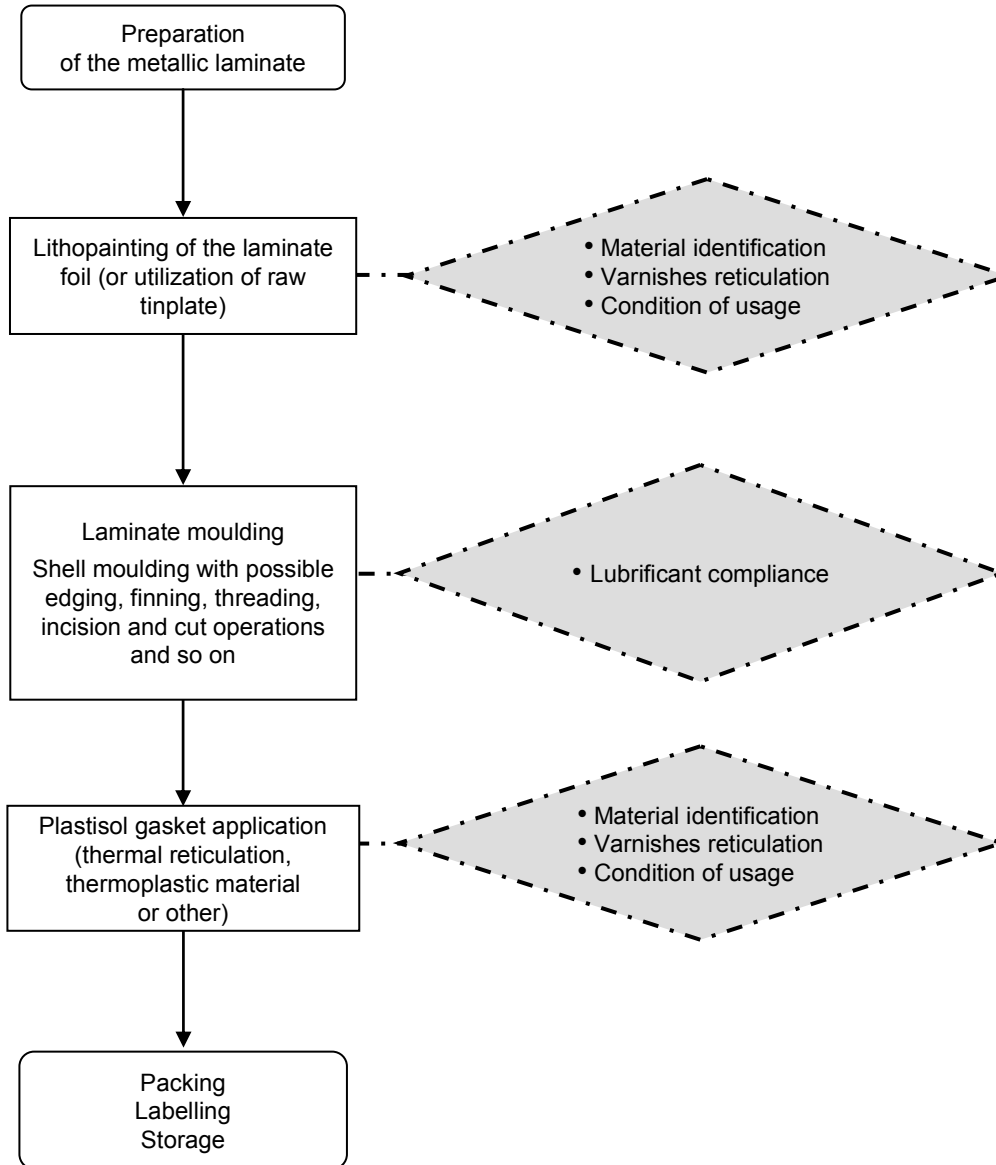 Preparation
of the metallic laminate
Lithopainting of the laminate
foil (or utilization of raw
tinplate)
• Material identification
• Varnishes reticulation
• Condition of usage
Laminate moulding
Shell moulding with possible
edging, finning, threading,
incision and cut operations
and so on
• Lubrificant compliance
Plastisol gasket application
(thermal reticulation,
thermoplastic material
or other)
• Material identification
• Varnishes reticulation
• Condition of usage
Packing
Labelling
Storage